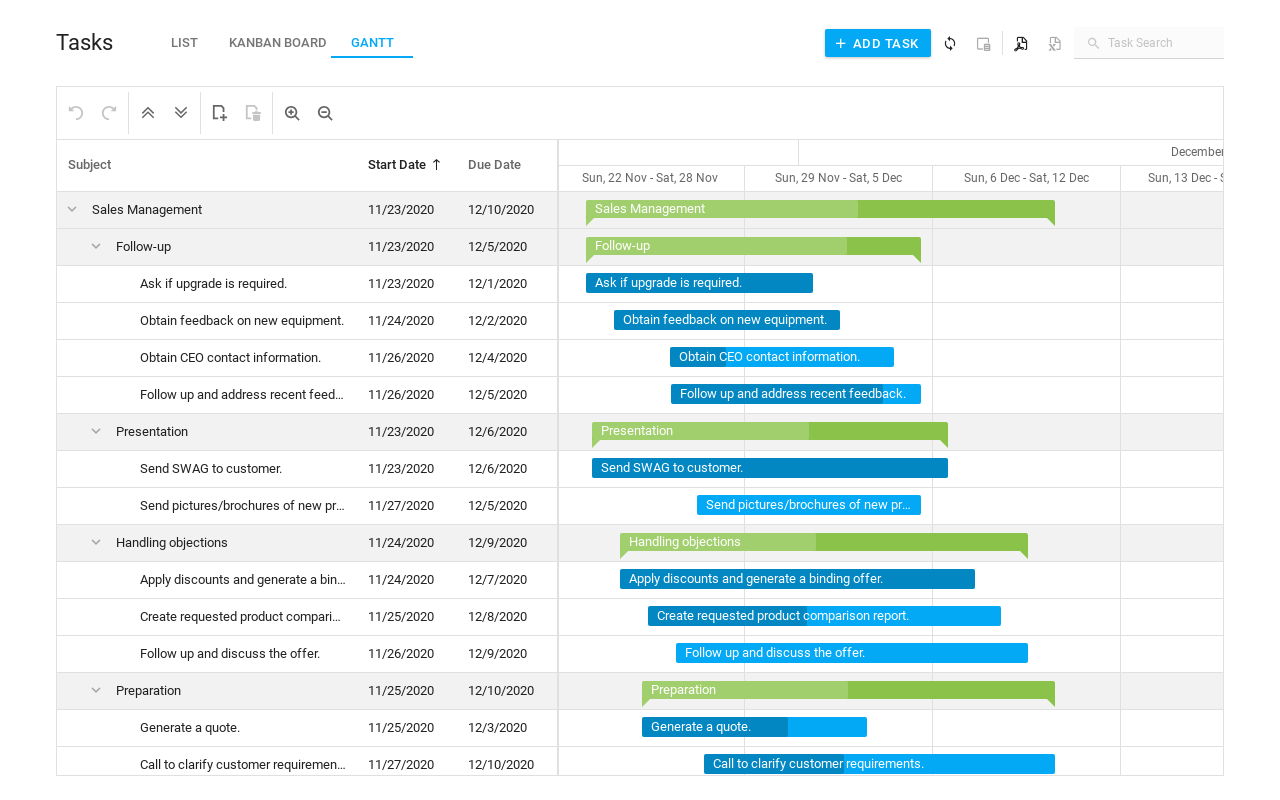 Tasks LIST KANBAN BOARD GANTT ADD TASK Task Search
December
Subject Start Date Due Date
Sun, 22 Nov - Sat, 28 Nov Sun, 29 Nov - Sat, 5 Dec Sun, 6 Dec - Sat, 12 Dec Sun, 13 Dec - S
Sales Management 11/23/2020 12/10/2020 Sales Management
Follow-up 11/23/2020 12/5/2020 Follow-up
Ask if upgrade is required. 11/23/2020 12/1/2020 Ask if upgrade is required.
Obtain feedback on new equipment. 11/24/2020 12/2/2020 Obtain feedback on new equipment.
Obtain CEO contact information. 11/26/2020 12/4/2020 Obtain CEO contact information.
Follow up and address recent feed... 11/26/2020 12/5/2020 Follow up and address recent feedback.
Presentation 11/23/2020 12/6/2020 Presentation
Send SWAG to customer. 11/23/2020 12/6/2020 Send SWAG to customer.
Send pictures/brochures of new pr... 11/27/2020 12/5/2020 Send pictures/brochures of new pr...
Handling objections 11/24/2020 12/9/2020 Handling objections
Apply discounts and generate a bin... 11/24/2020 12/7/2020 Apply discounts and generate a binding offer.
Create requested product compari... 11/25/2020 12/8/2020 Create requested product comparison report.
Follow up and discuss the offer. 11/26/2020 12/9/2020 Follow up and discuss the offer.
Preparation 11/25/2020 12/10/2020 Preparation
Generate a quote. 11/25/2020 12/3/2020 Generate a quote.
Call to clarify customer requiremen... 11/27/2020 12/10/2020 Call to clarify customer requirements.